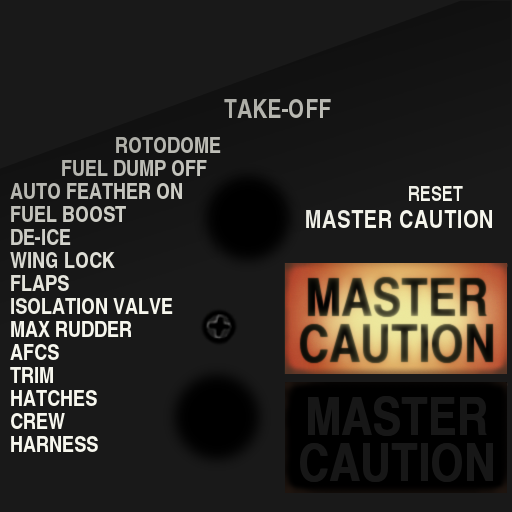 TAKE-OFF
ROTODOME
FUEL DUMP OFF
AUTO FEATHER ON
FUEL BOOST
DE-ICE
WING LOCK
FLAPS
ISOLATION VALVE
MAX RUDDER
AFCS
TRIM
HATCHES
CREW
HARNESS
RESET
MASTER CAUTION
MASTER
CAUTION
MASTER
CAUTION